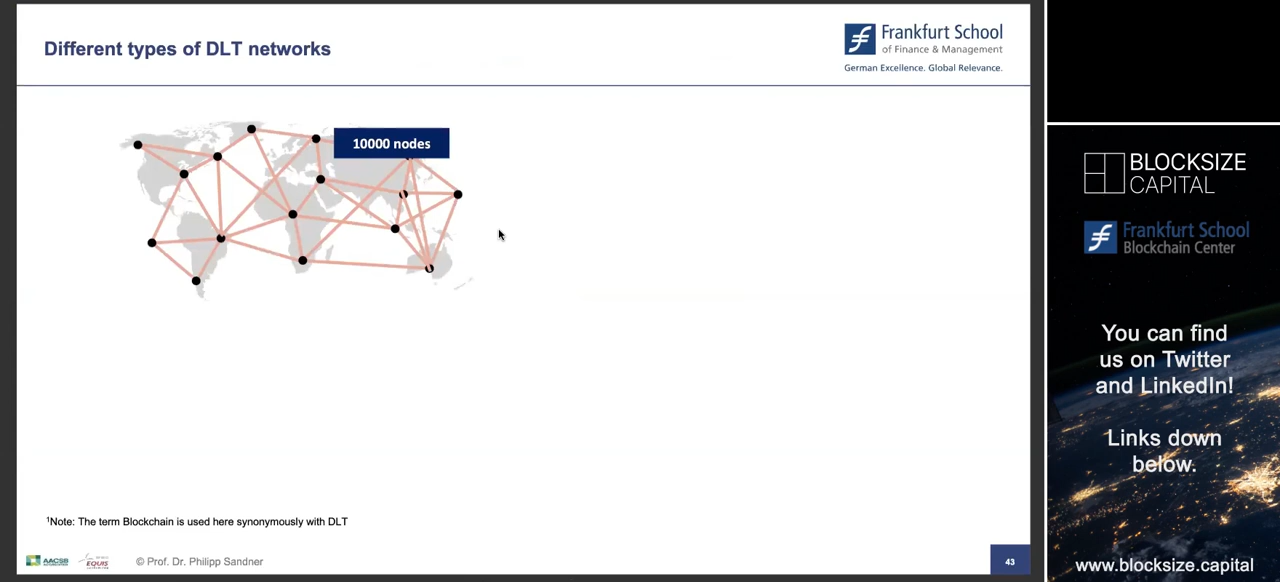 Different types of DLT networks
Frankfurt School
of Finance & Management
German Excellence. Global Relevance.
10000 nodes
¹Note: The term Blockchain is used here synonymously with DLT
AACSB
EQUIS
© Prof. Dr. Philipp Sandner
43
BLOCKSIZE
CAPITAL
Frankfurt School
Blockchain Center
You can find
us on Twitter
and LinkedIn!
Links down
below.
www.blocksize.capital